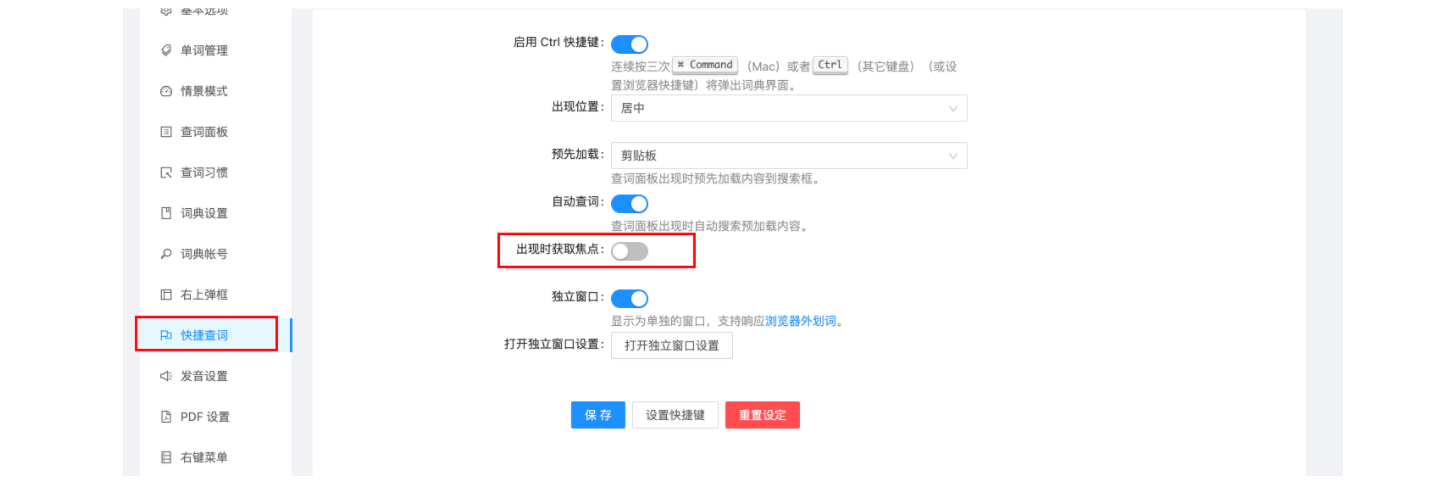 基本选项
单词管理
情景模式
查词面板
查词习惯
词典设置
词典帐号
右上弹框
快捷查词
发音设置
PDF 设置
右键菜单
启用 Ctrl 快捷键:
连续按三次 ⌘ Command (Mac) 或者 Ctrl (其它键盘) (或设
置浏览器快捷键) 将弹出词典界面。
出现位置: 居中
预先加载: 剪贴板
查词面板出现时预先加载内容到搜索框。
自动查词:
查词面板出现时自动搜索预加载内容。
出现时获取焦点:
独立窗口:
显示为单独的窗口, 支持响应浏览器外划词。
打开独立窗口设置: 打开独立窗口设置
保 存 设置快捷键 重置设定